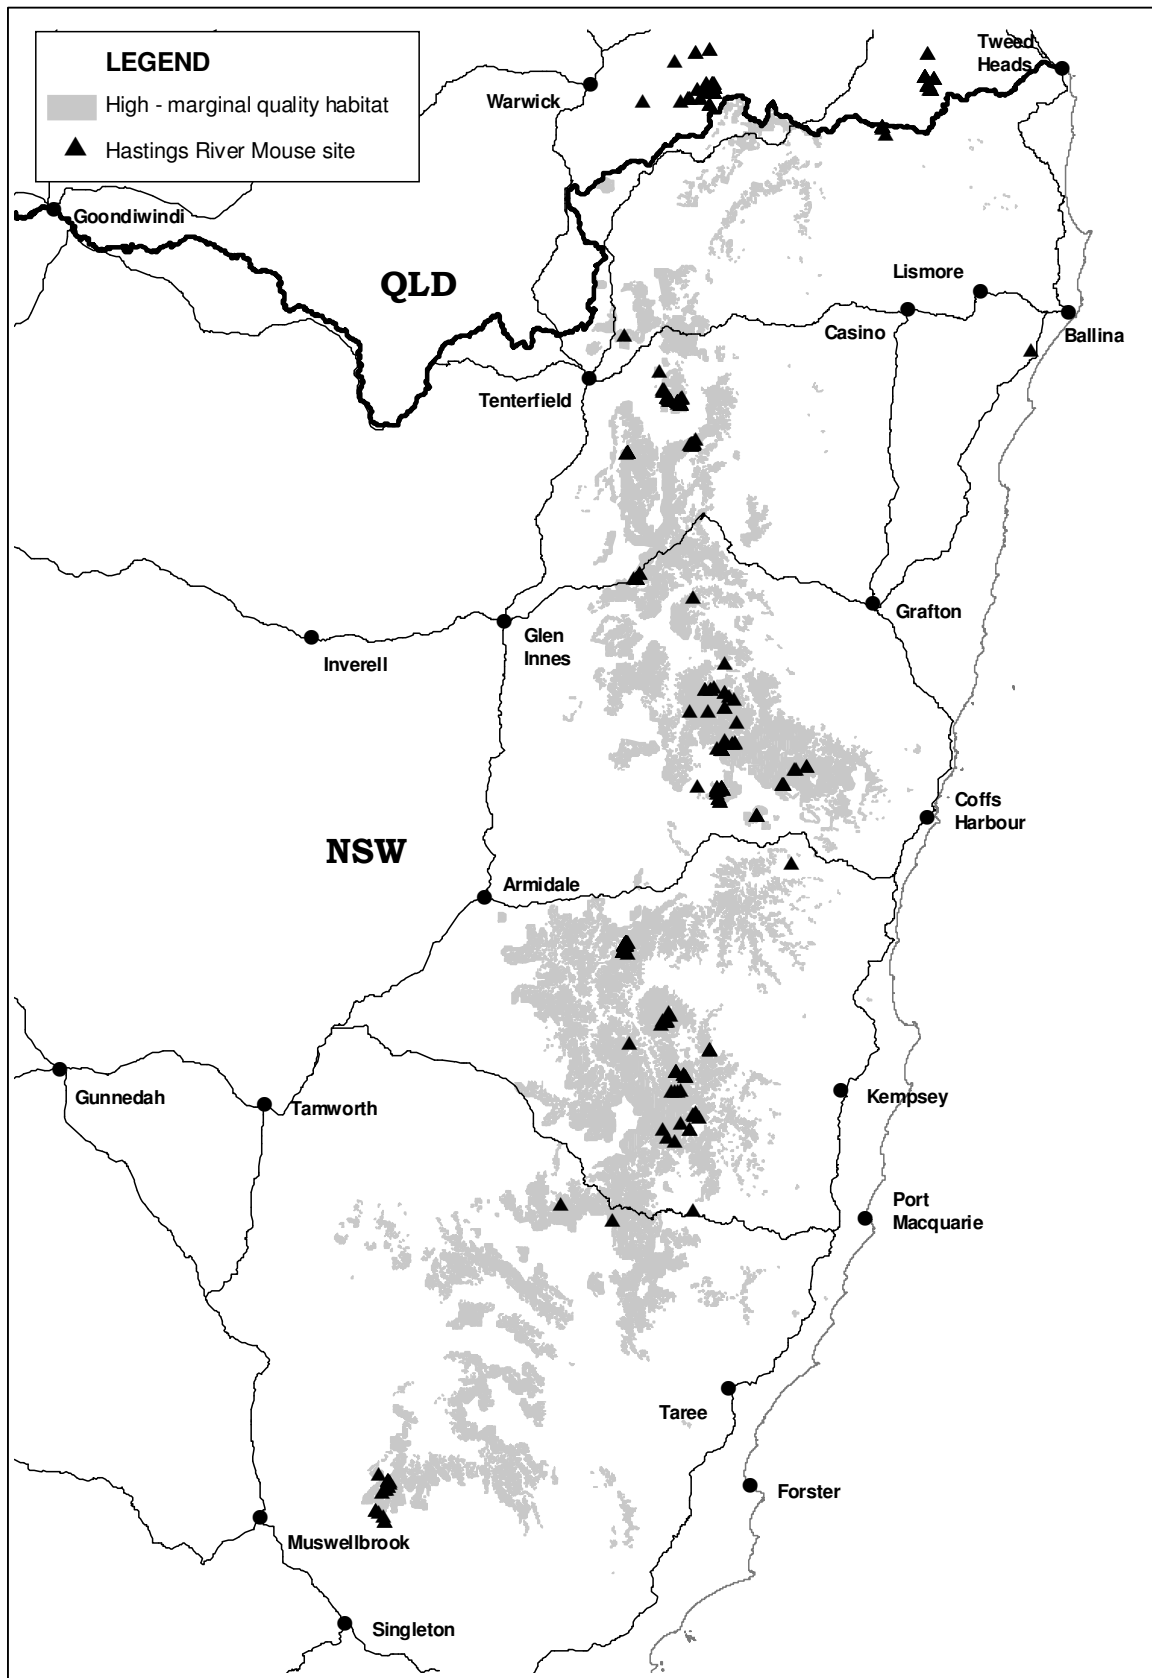 LEGEND
High - marginal quality habitat
Hastings River Mouse site
Tweed
Heads
Warwick
Goondiwindi
QLD
Lismore
Casino
Ballina
Tenterfield
Grafton
Glen
Innes
Inverell
Coffs
Harbour
NSW
Armidale
Gunnedah
Tamworth
Kempsey
Port
Macquarie
Taree
Forster
Muswellbrook
Singleton